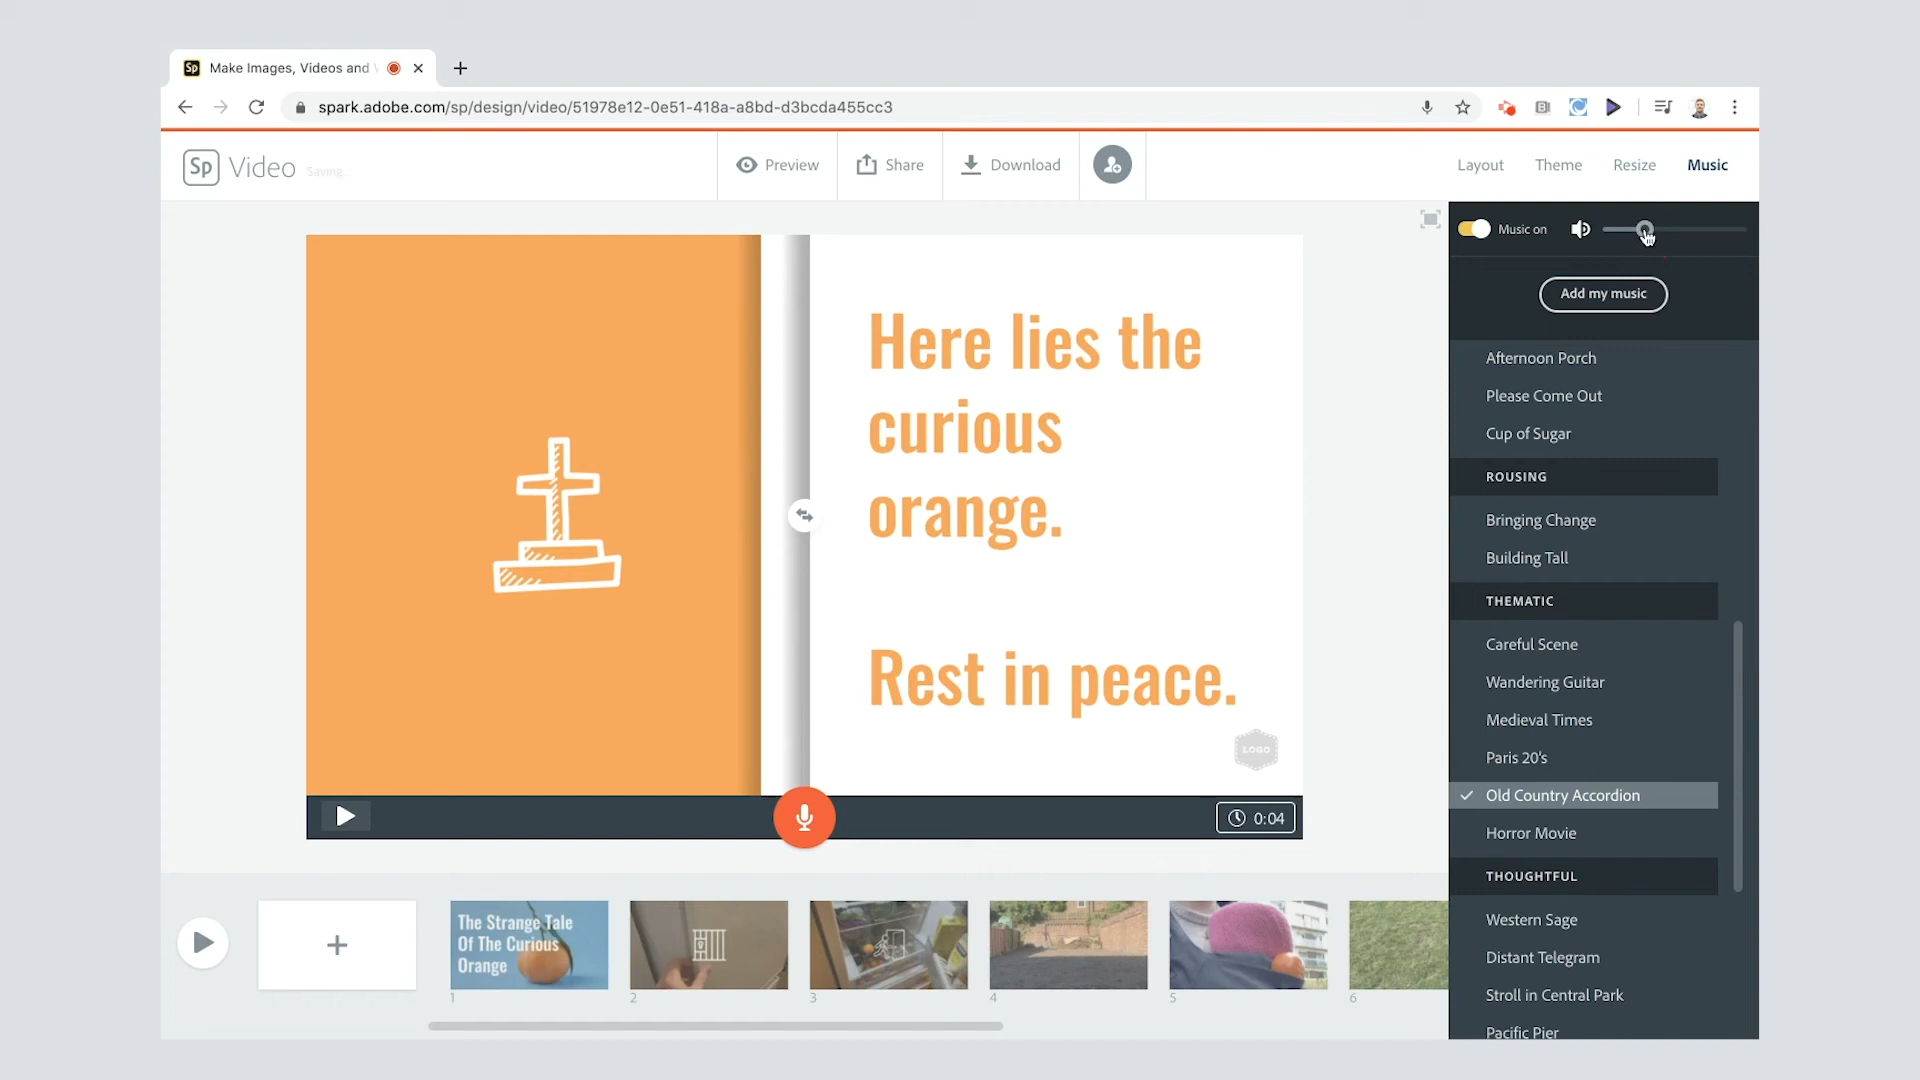 Sp Make Images, Videos and
spark.adobe.com/sp/design/video/51978e12-0e51-418a-a8bd-d3bcda455cc3
Sp Video Saving...
Preview
Share
Download
Layout
Theme
Resize
Music
Music on
Add my music
Afternoon Porch
Please Come Out
Cup of Sugar
ROUSING
Bringing Change
Building Tall
THEMATIC
Careful Scene
Wandering Guitar
Medieval Times
Paris 20's
Old Country Accordion
Horror Movie
THOUGHTFUL
Western Sage
Distant Telegram
Stroll in Central Park
Pacific Pier
Here lies the
curious
orange.
Rest in peace.
LOGO
0:04
The Strange Tale
Of The Curious
Orange
1
2
3
4
5
6